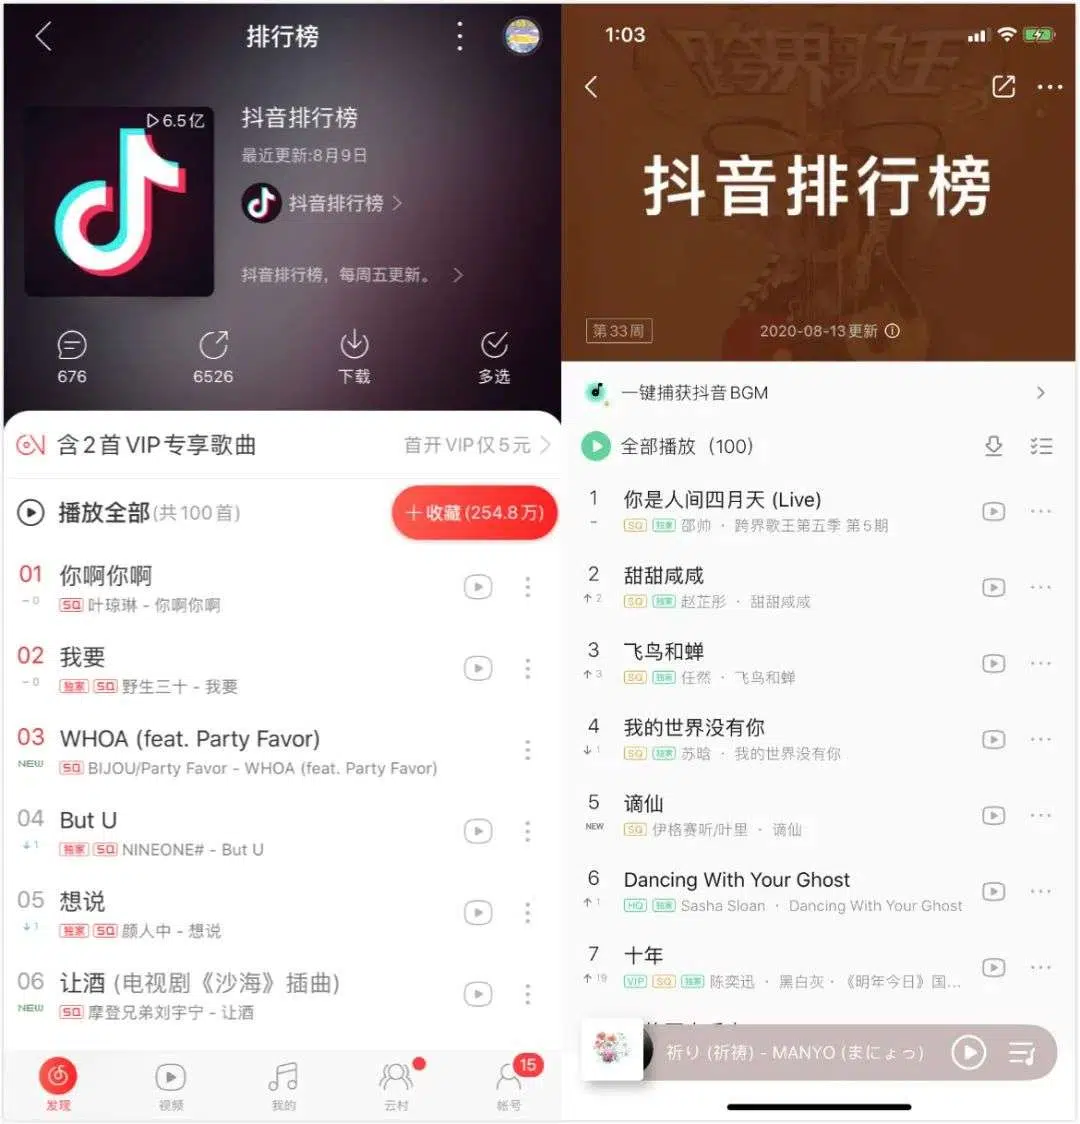 排行榜
6.5亿
抖音排行榜
最近更新:8月9日
抖音排行榜
抖音排行榜，每周五更新。
676
6526
下载
多选
含2首VIP专享歌曲
首开VIP仅5元
播放全部(共100首)
+收藏(254.8万)
01 你啊你啊
- 0 SQ 叶琼琳 - 你啊你啊
02 我要
- 0 独家 SQ 野生三十 - 我要
03 WHOA (feat. Party Favor)
NEW SQ BIJOU/Party Favor - WHOA (feat. Party Favor)
04 But U
↓1 独家 SQ NINEONE# - But U
05 想说
↓1 独家 SQ 颜人中 - 想说
06 让酒 (电视剧《沙海》插曲)
NEW SQ 摩登兄弟刘宇宁 - 让酒
发现
视频
我的
云村
15
帐号
1:03
跨界歌王
抖音排行榜
第33周
2020-08-13更新
一键捕获抖音BGM
全部播放 (100)
1 你是人间四月天 (Live)
- SQ 独家 邵帅 · 跨界歌王第五季 第5期
2 甜甜咸咸
↑2 SQ 独家 赵芷彤 · 甜甜咸咸
3 飞鸟和蝉
↑3 SQ 独家 任然 · 飞鸟和蝉
4 我的世界没有你
↓1 SQ 独家 苏晗 · 我的世界没有你
5 谪仙
NEW SQ 伊格赛听/叶里 · 谪仙
6 Dancing With Your Ghost
↑1 HQ 独家 Sasha Sloan · Dancing With Your Ghost
7 十年
↑19 VIP SQ 独家 陈奕迅 · 黑白灰 ·《明年今日》国...
祈り (祈祷) - MANYO (まにょっ)